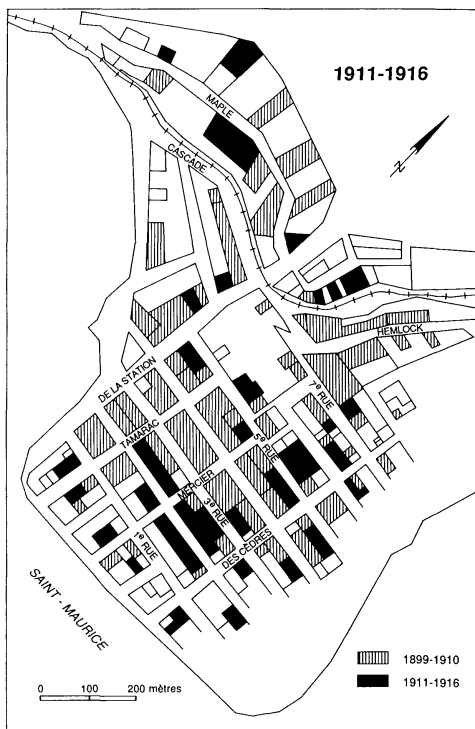 1911-1916
N
MAPLE
CASCADE
HEMLOCK
DE LA STATION
TAMARAC
7e RUE
5e RUE
MERCIER
3e RUE
1e RUE
DES CÈDRES
SAINT-MAURICE
1899-1910
1911-1916
0 100 200 mètres